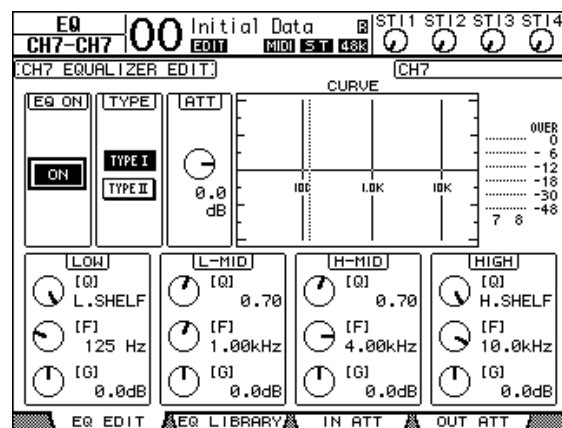 EQ
CH7-CH7
00
Initial Data
EDIT
MIDI
ST
48K
STI1 STI2 STI3 STI4
CH7 EQUALIZER EDIT
CH7
EQ ON
TYPE
ATT
CURVE
ON
TYPE I
TYPE II
0.0
dB
100
1.0K
10K
OVER
0
- 6
-12
-18
-30
-48
7 8
LOW
[Q]
L.SHELF
[F]
125 Hz
[G]
0.0dB
L-MID
[Q]
0.70
[F]
1.00kHz
[G]
0.0dB
H-MID
[Q]
0.70
[F]
4.00kHz
[G]
0.0dB
HIGH
[Q]
H.SHELF
[F]
10.0kHz
[G]
0.0dB
EQ EDIT
EQ LIBRARY
IN ATT
OUT ATT